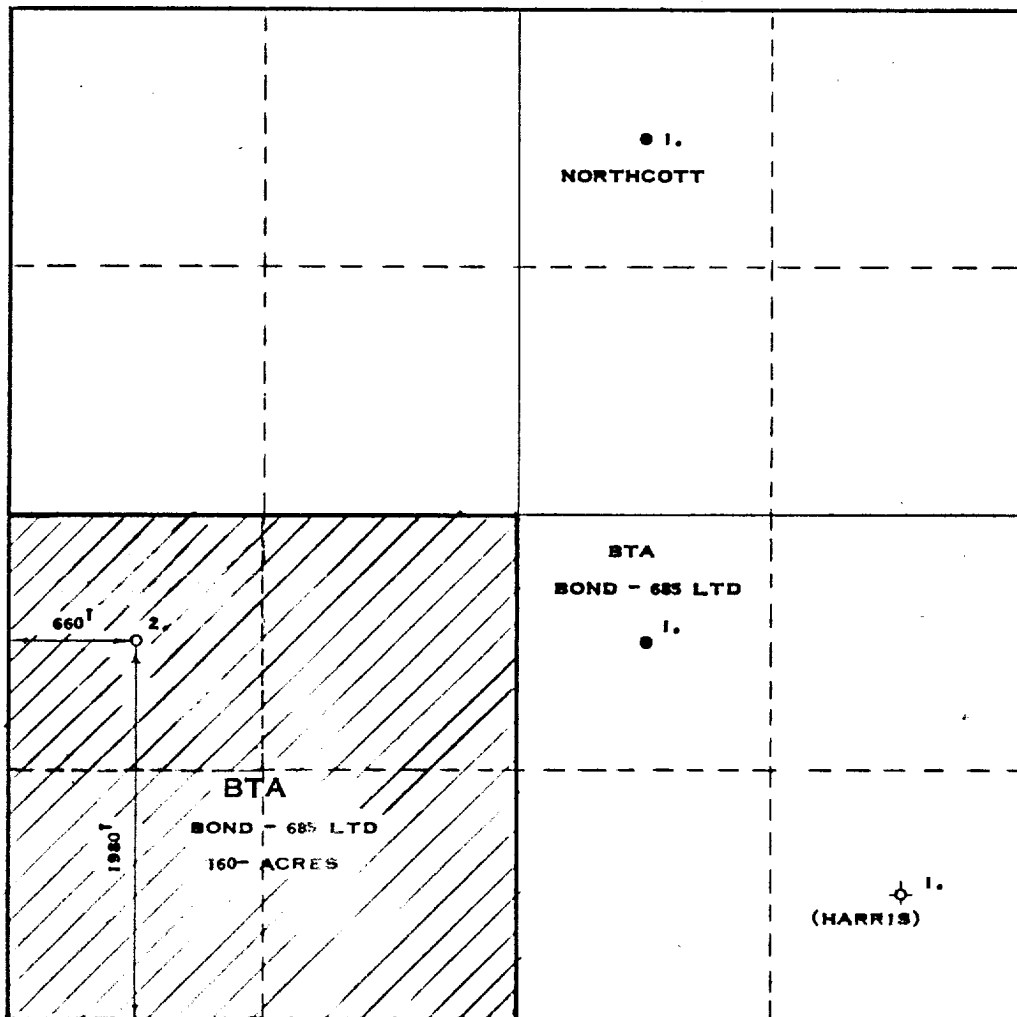 1.
NORTHCOTT
BTA
BOND - 685 LTD
1.
660'
2.
BTA
BOND - 685 LTD
160- ACRES
1980'
1.
(HARRIS)